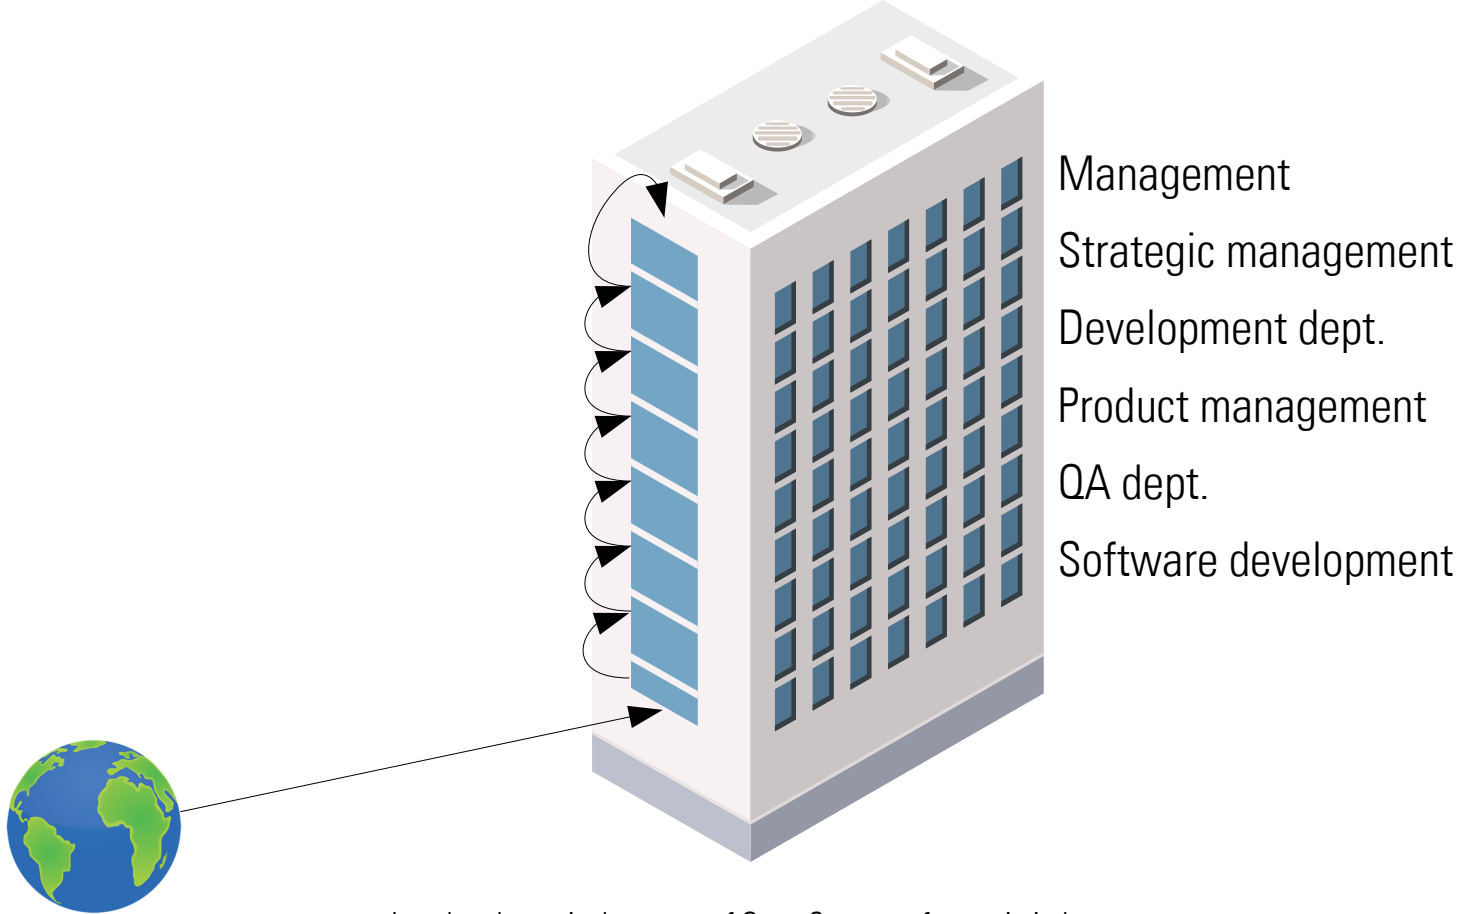 Management
Strategic management
Development dept.
Product management
QA dept.
Software development